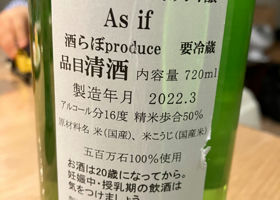 As if
酒らぼproduce 要冷蔵
品目清酒 内容量 720ml
製造年月 2022.3
アルコール分16度 精米歩合50%
原材料名 米(国産)、米こうじ(国産)
五百万石100%使用
お酒は20歳になってから。
妊娠中・授乳期の飲酒は
気をつけましょう。